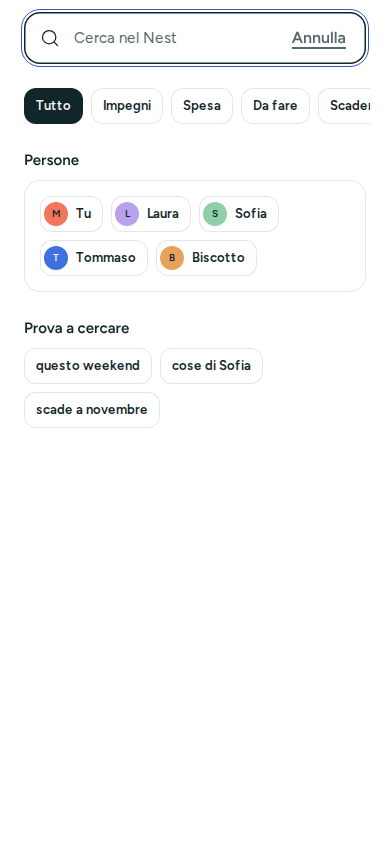 Cerca nel Nest Annulla
Tutto Impegni Spesa Da fare
Persone
M Tu L Laura S Sofia
T Tommaso B Biscotto
Prova a cercare
questo weekend cose di Sofia
scade a novembre